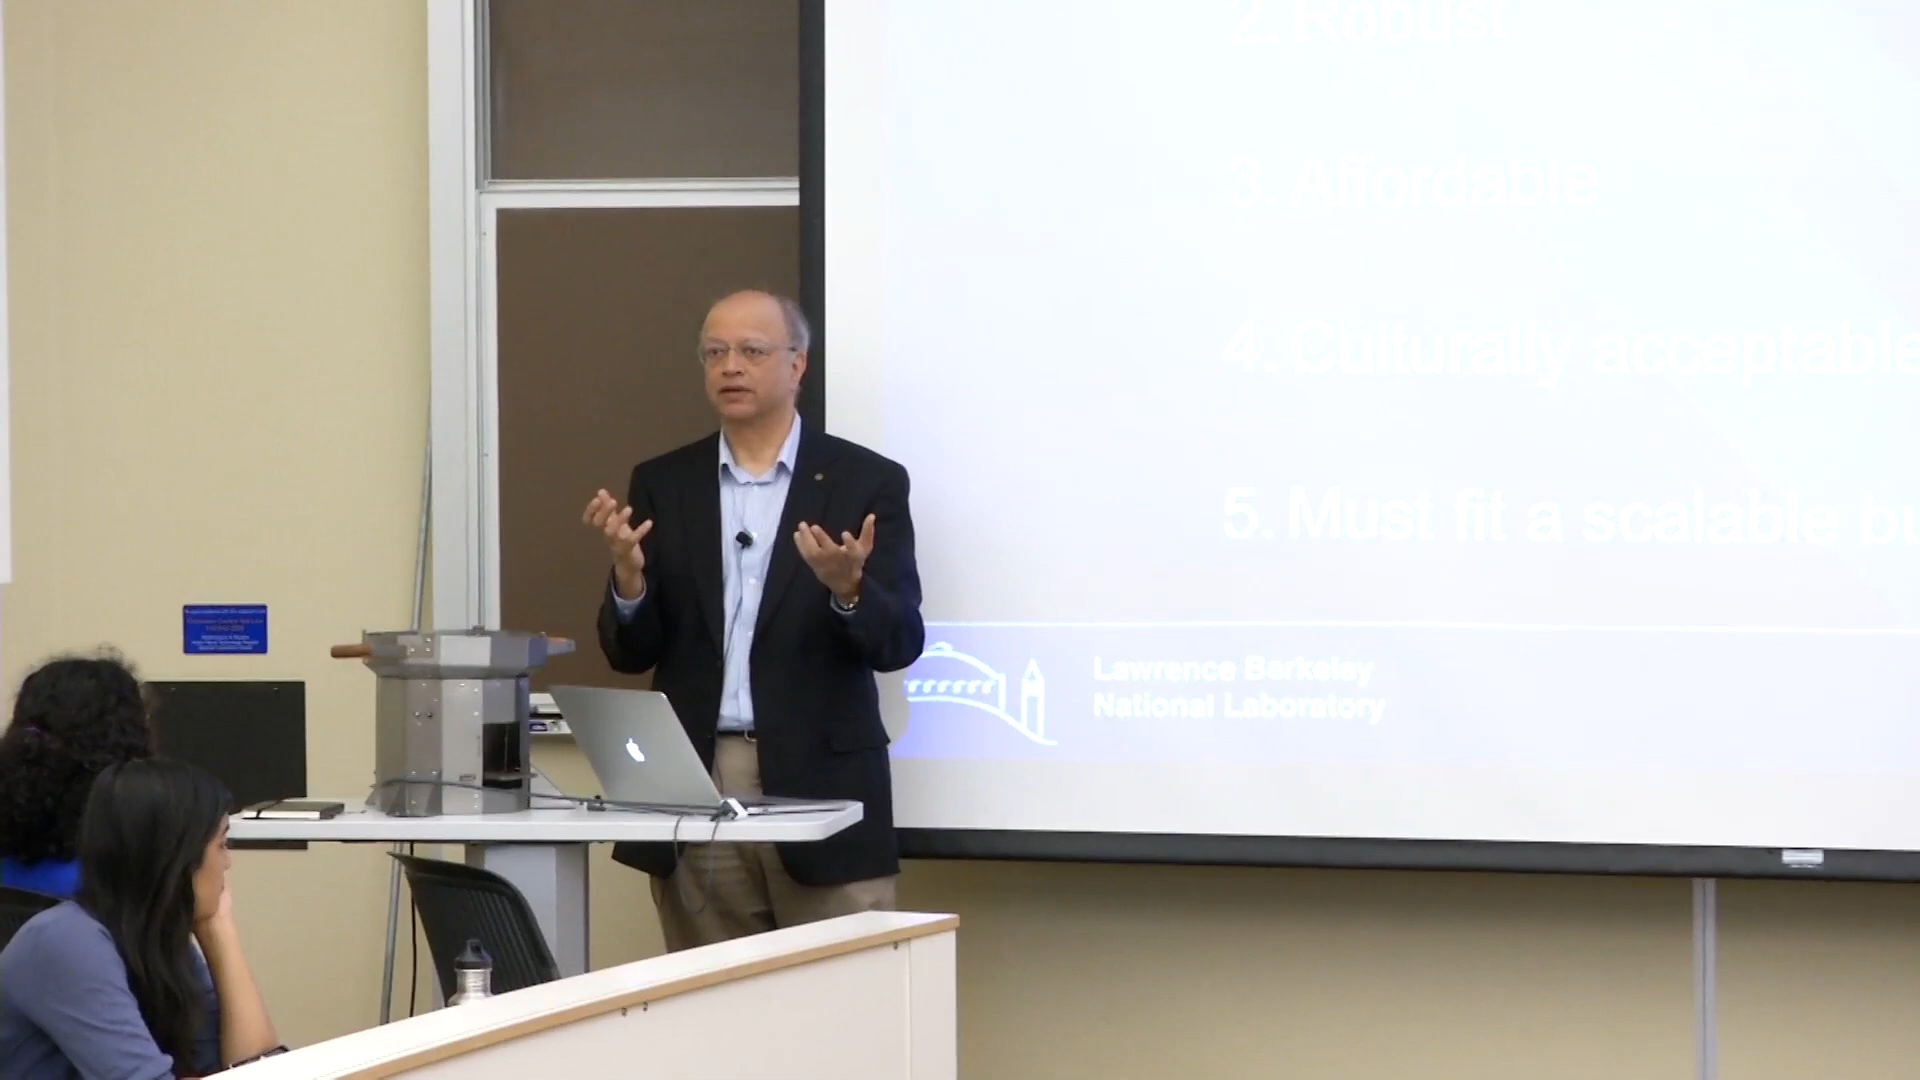 2. Robust
3. Affordable
4. Culturally acceptable
5. Must fit a scalable
Lawrence Berkeley
National Laboratory